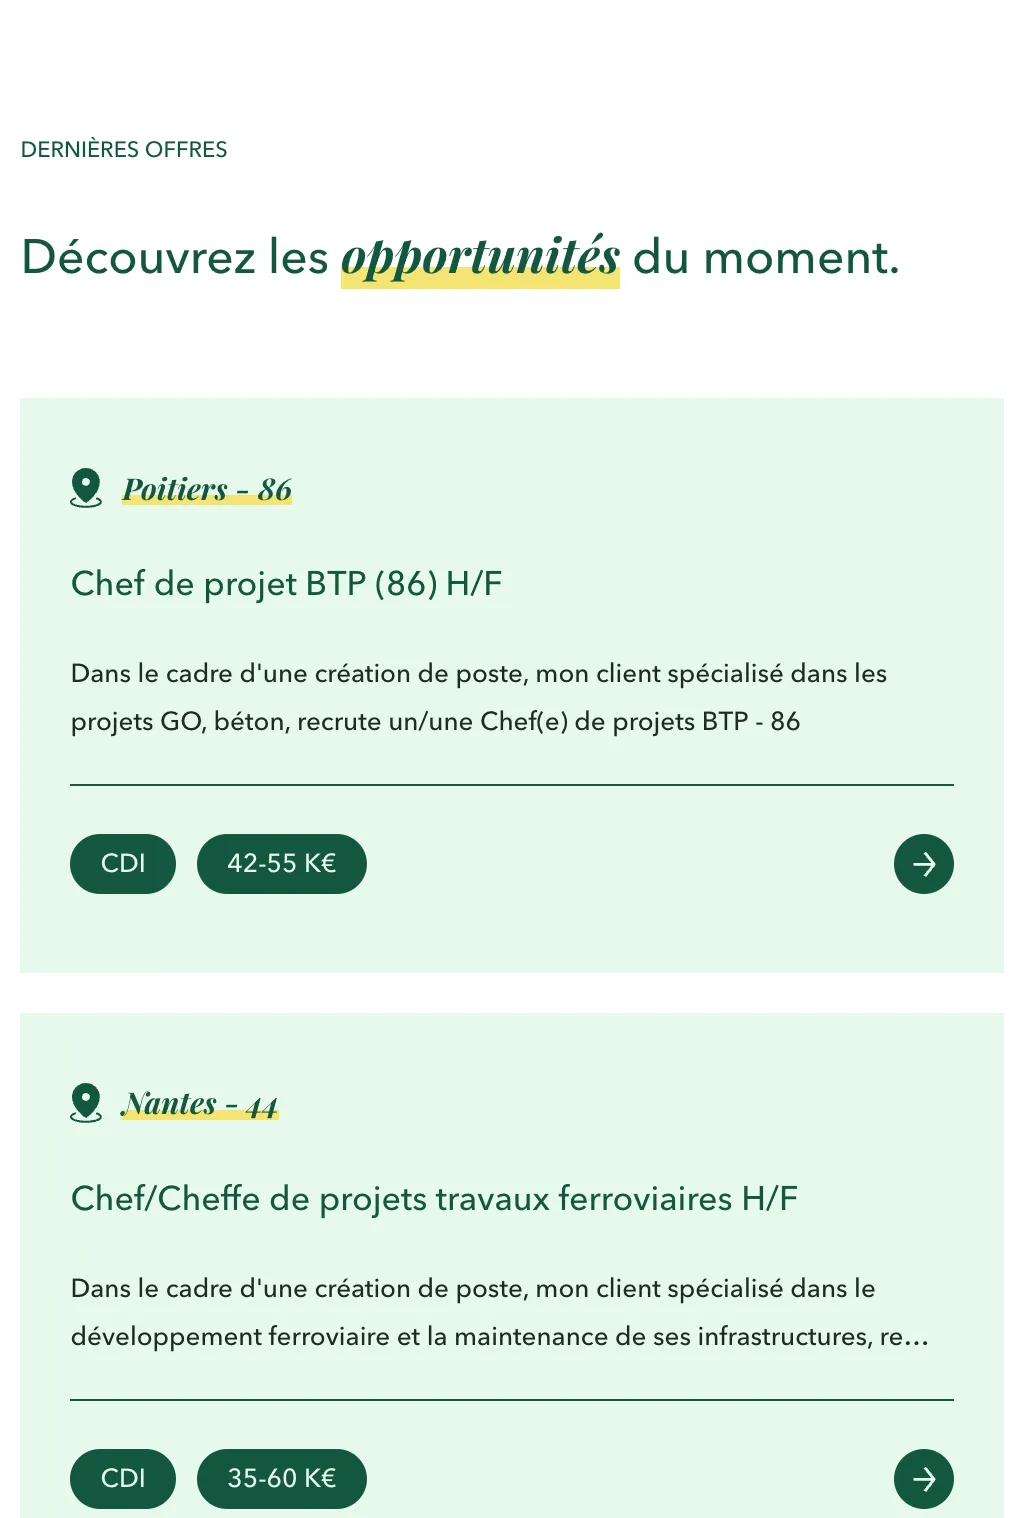 DERNIÈRES OFFRES
Découvrez les opportunités du moment.
Poitiers - 86
Chef de projet BTP (86) H/F
Dans le cadre d'une création de poste, mon client spécialisé dans les
projets GO, béton, recrute un/une Chef(e) de projets BTP - 86
CDI
42-55 K€
Nantes - 44
Chef/Cheffe de projets travaux ferroviaires H/F
Dans le cadre d'une création de poste, mon client spécialisé dans le
développement ferroviaire et la maintenance de ses infrastructures, re...
CDI
35-60 K€